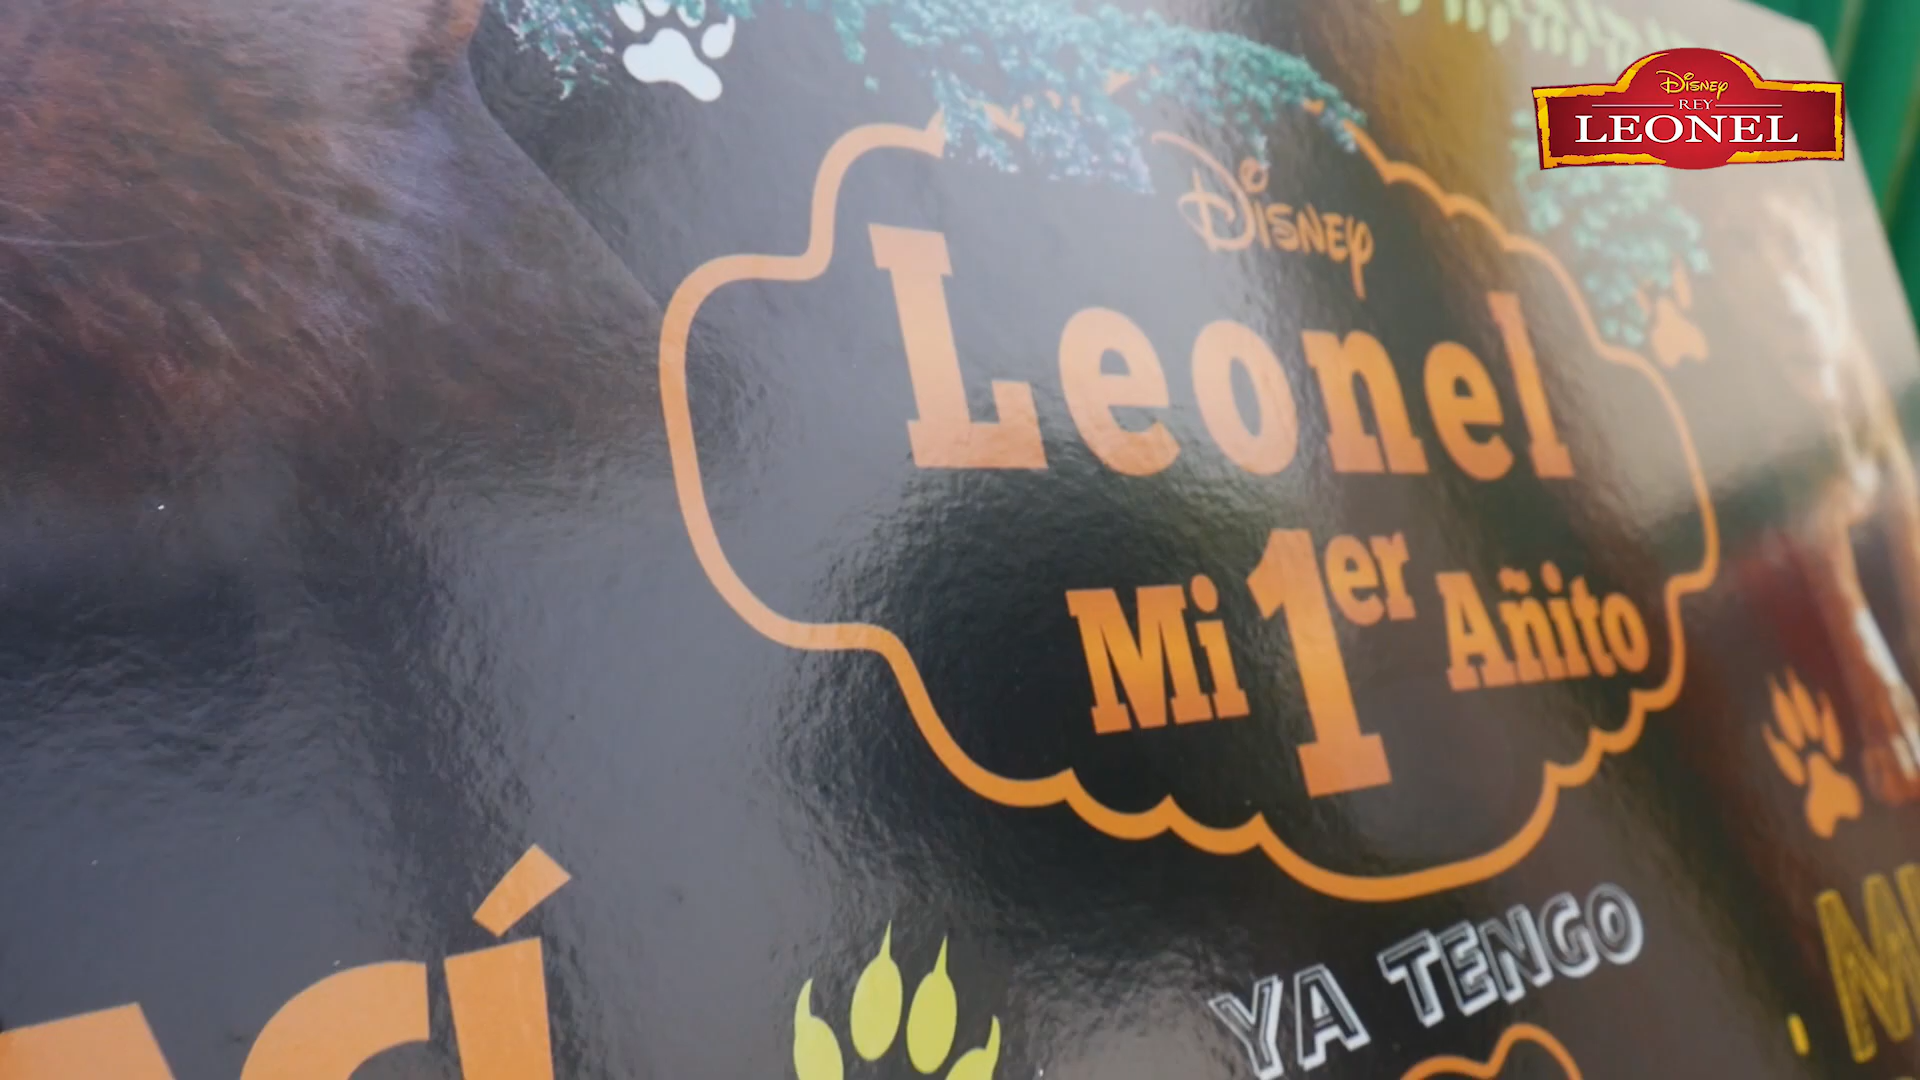 Disney
REY
LEONEL
Disney
Leonel
Mi 1er Añito
YA TENGO